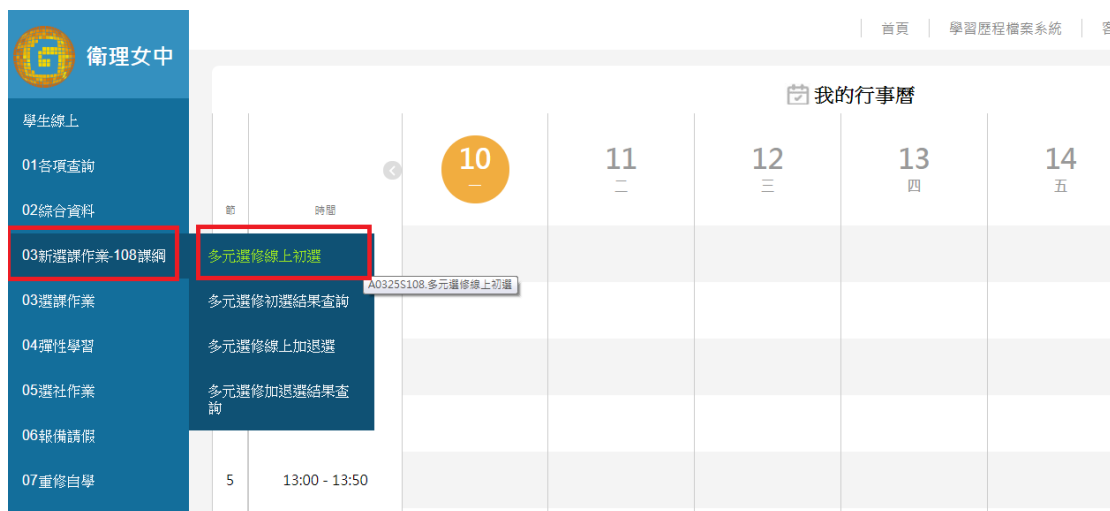 衛理女中
首頁
學習歷程檔案系統
學生線上
01各項查詢
02綜合資料
03新選課作業-108課綱
03選課作業
04彈性學習
05選社作業
06報備請假
07重修自學
多元選修線上初選
A0325S108.多元選修線上初選
多元選修初選結果查詢
多元選修線上加退選
多元選修加退選結果查
詢
我的行事曆
節
時間
10
一
11
二
12
三
13
四
14
五
5
13:00 - 13:50